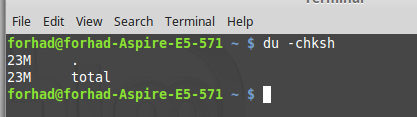 Terminal
File Edit View Search Terminal Help
forhad@forhad-Aspire-E5-571 ~ $ du -chksh
23M .
23M total
forhad@forhad-Aspire-E5-571 ~ $